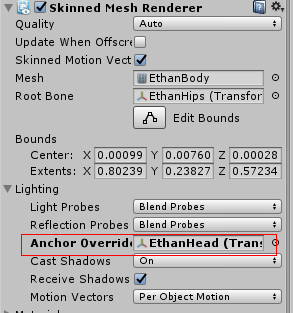 Skinned Mesh Renderer
Quality Auto
Update When Offscre
Skinned Motion Vect
Mesh EthanBody
Root Bone EthanHips (Transfor
Edit Bounds
Bounds
Center: X 0.00099 Y 0.00760 Z 0.00028
Extents: X 0.80239 Y 0.23827 Z 0.57234
Lighting
Light Probes Blend Probes
Reflection Probes Blend Probes
Anchor Override EthanHead (Trans
Cast Shadows On
Receive Shadows
Motion Vectors Per Object Motion